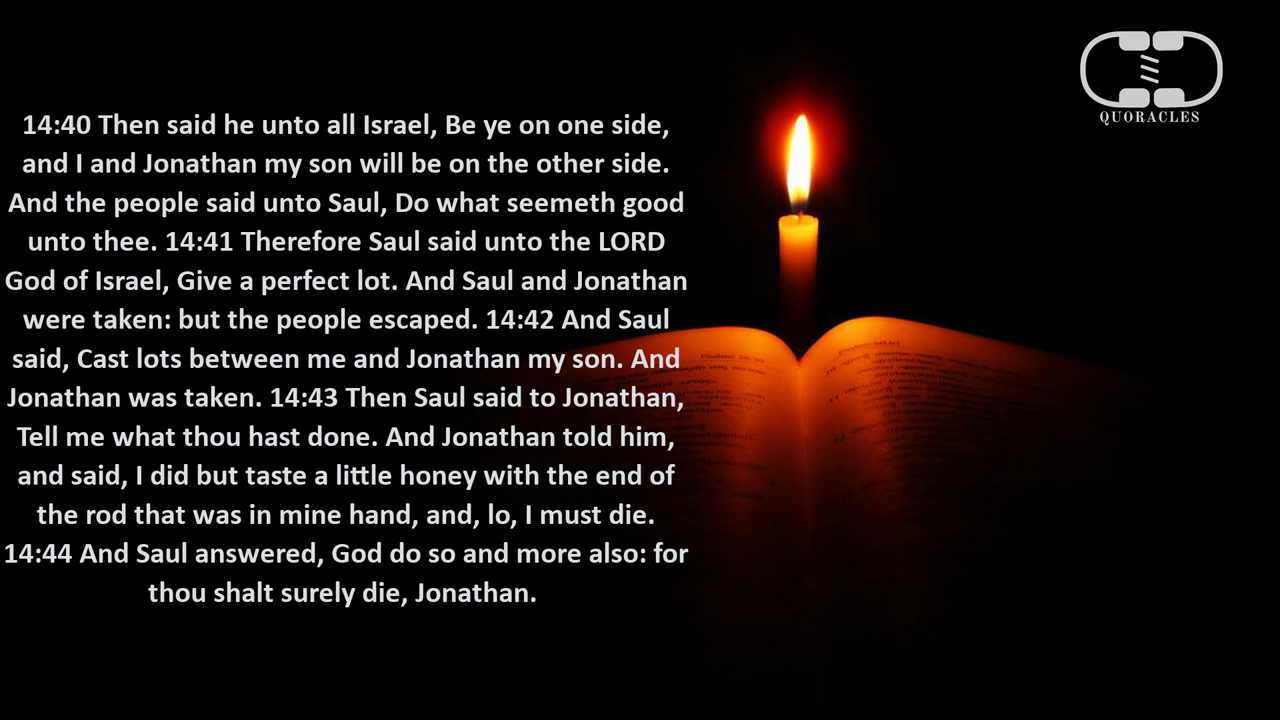 14:40 Then said he unto all Israel, Be ye on one side,
and I and Jonathan my son will be on the other side.
And the people said unto Saul, Do what seemeth good
unto thee. 14:41 Therefore Saul said unto the LORD
God of Israel, Give a perfect lot. And Saul and Jonathan
were taken: but the people escaped. 14:42 And Saul
said, Cast lots between me and Jonathan my son. And
Jonathan was taken. 14:43 Then Saul said to Jonathan,
Tell me what thou hast done. And Jonathan told him,
and said, I did but taste a little honey with the end of
the rod that was in mine hand, and, lo, I must die.
14:44 And Saul answered, God do so and more also: for
thou shalt surely die, Jonathan.
QUORACLES